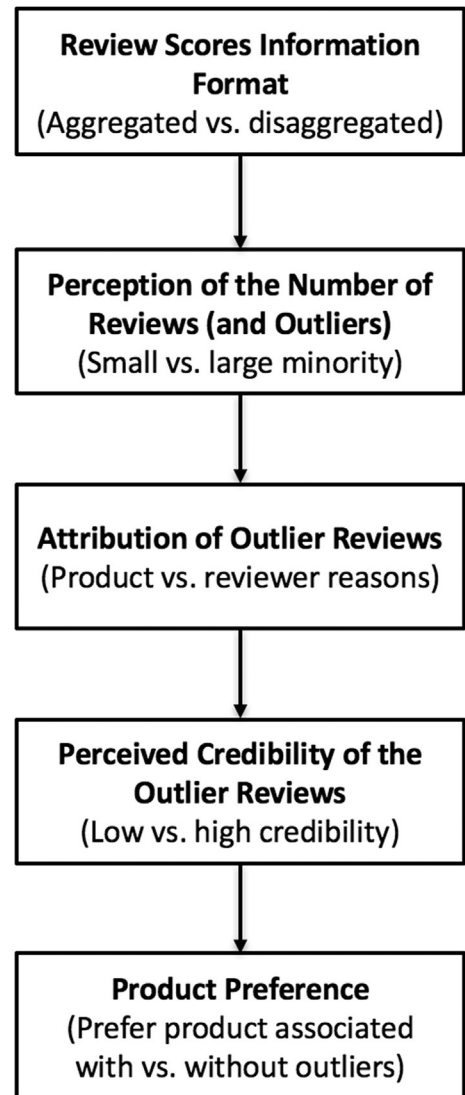 Review Scores Information
Format
(Aggregated vs. disaggregated)
Perception of the Number of
Reviews (and Outliers)
(Small vs. large minority)
Attribution of Outlier Reviews
(Product vs. reviewer reasons)
Perceived Credibility of the
Outlier Reviews
(Low vs. high credibility)
Product Preference
(Prefer product associated
with vs. without outliers)